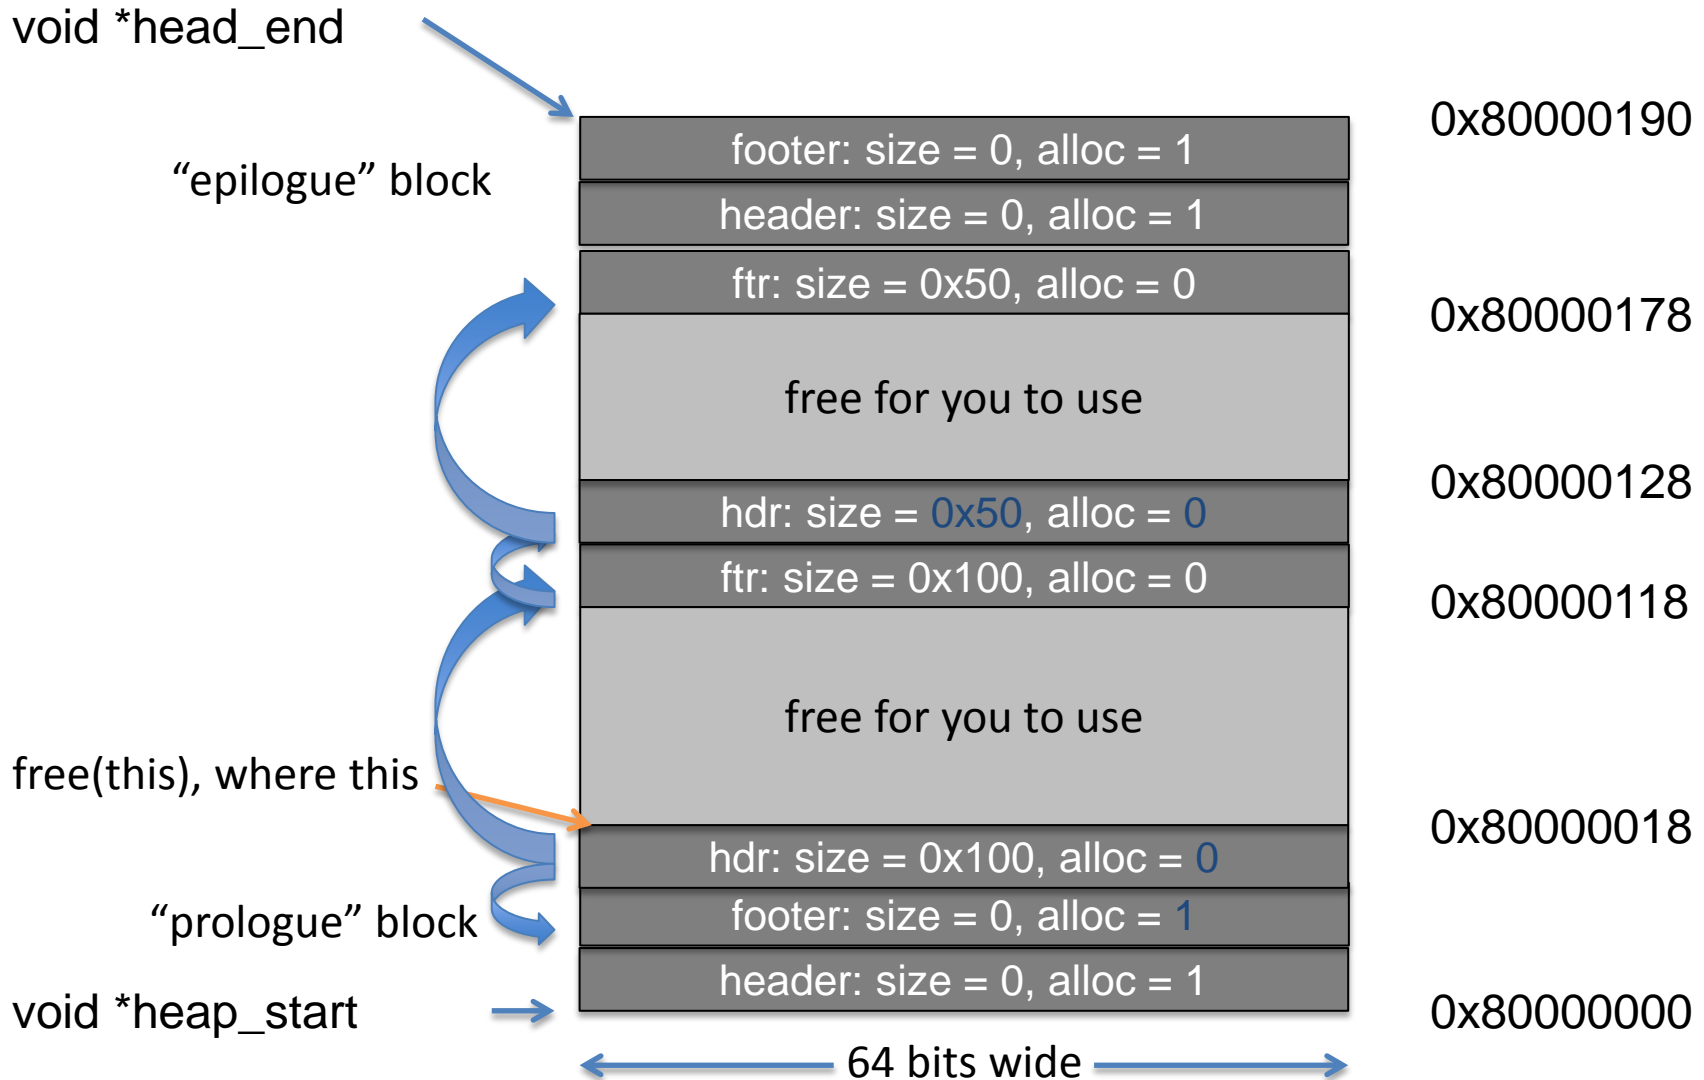 void *head_end
0x80000190
footer: size = 0, alloc = 1
“epilogue” block
header: size = 0, alloc = 1
ftr: size = 0x50, alloc = 0
0x80000178
free for you to use
0x80000128
hdr: size = 0x50, alloc = 0
ftr: size = 0x100, alloc = 0
0x80000118
free for you to use
free(this), where this
0x80000018
hdr: size = 0x100, alloc = 0
“prologue” block
footer: size = 0, alloc = 1
header: size = 0, alloc = 1
void *heap_start
0x80000000
64 bits wide